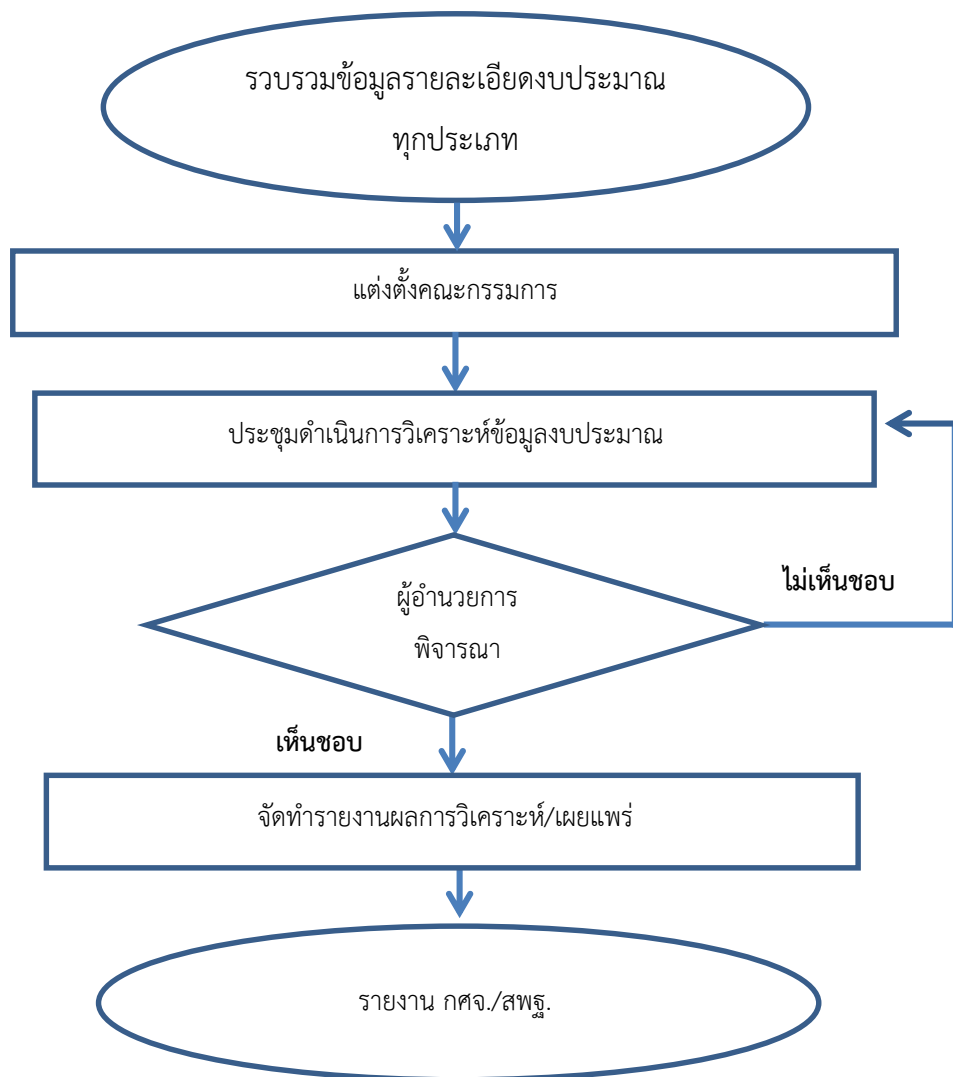 รวบรวมข้อมูลรายละเอียดงบประมาณ
ทุกประเภท
แต่งตั้งคณะกรรมการ
ประชุมดำเนินการวิเคราะห์ข้อมูลงบประมาณ
ผู้อำนวยการ
พิจารณา
ไม่เห็นชอบ
เห็นชอบ
จัดทำรายงานผลการวิเคราะห์/เผยแพร่
รายงาน กศจ./สพฐ.